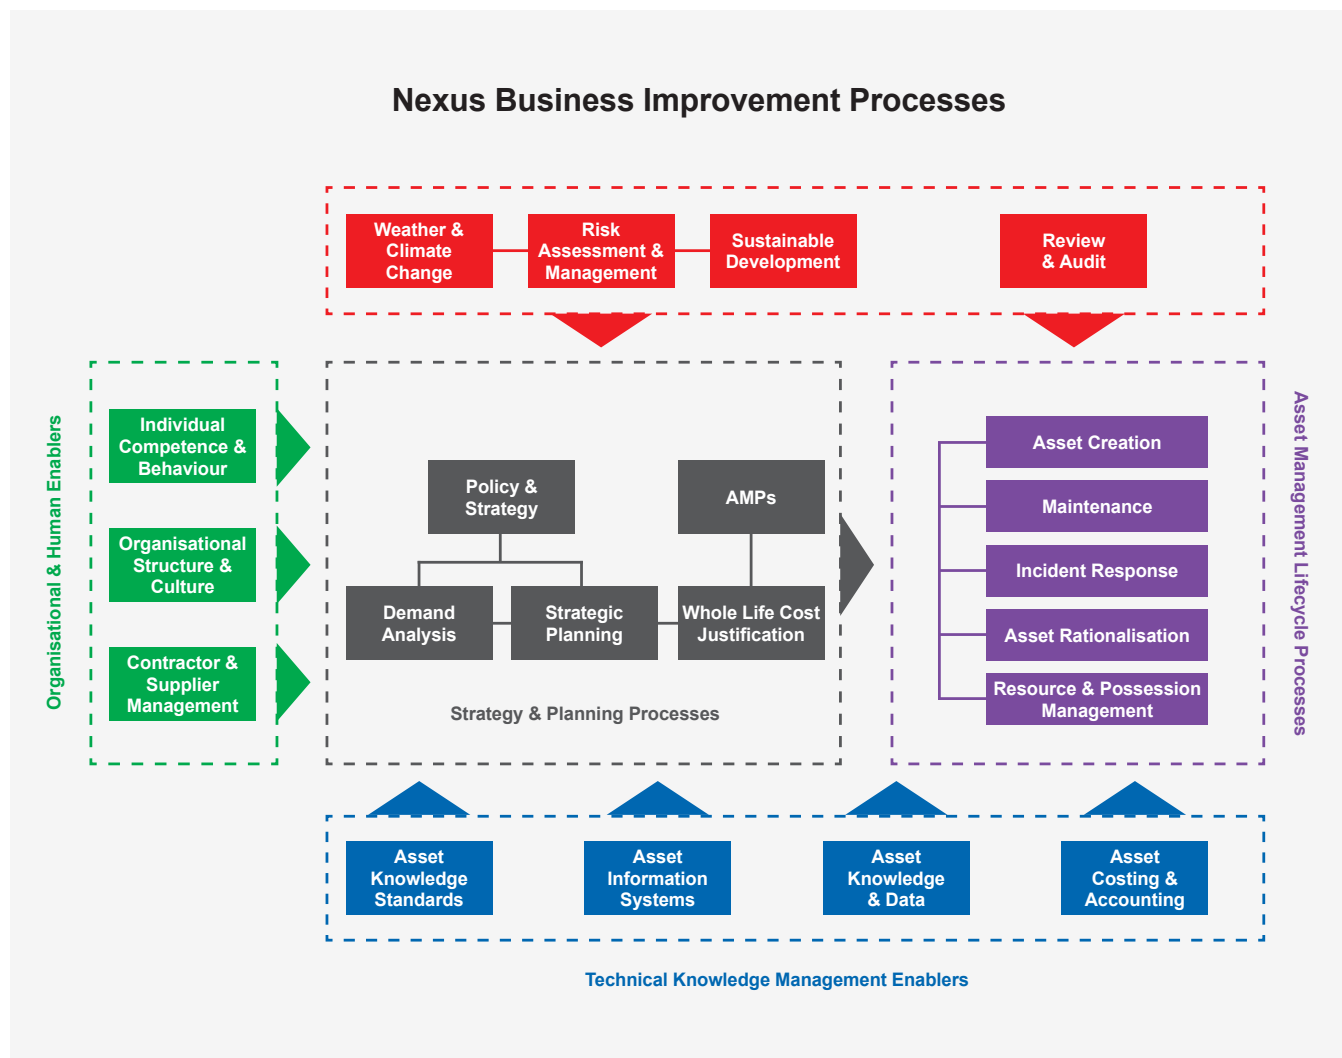 Nexus Business Improvement Processes
Weather &
Climate
Change
Risk
Assessment &
Management
Sustainable
Development
Review
& Audit
Organisational & Human Enablers
Individual
Competence &
Behaviour
Organisational
Structure &
Culture
Contractor &
Supplier
Management
Policy &
Strategy
AMPs
Demand
Analysis
Strategic
Planning
Whole Life Cost
Justification
Strategy & Planning Processes
Asset Creation
Maintenance
Incident Response
Asset Rationalisation
Resource & Possession
Management
Asset Management Lifecycle Processes
Asset
Knowledge
Standards
Asset
Information
Systems
Asset
Knowledge
& Data
Asset
Costing &
Accounting
Technical Knowledge Management Enablers